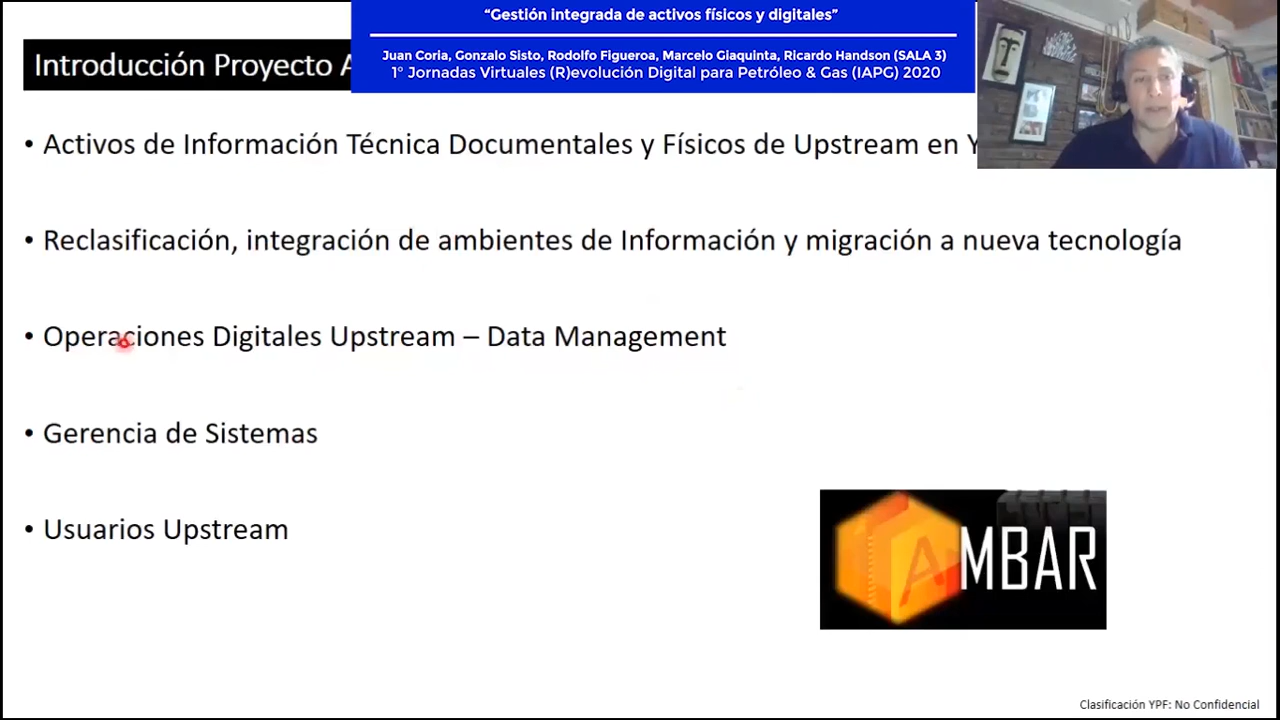 “Gestión integrada de activos físicos y digitales”
Juan Coria, Gonzalo Sisto, Rodolfo Figueroa, Marcelo Giaquinta, Ricardo Handson (SALA 3)
1° Jornadas Virtuales (R)evolución Digital para Petróleo & Gas (IAPG) 2020
Introducción Proyecto A
• Activos de Información Técnica Documentales y Físicos de Upstream en Y
• Reclasificación, integración de ambientes de Información y migración a nueva tecnología
• Operaciones Digitales Upstream – Data Management
• Gerencia de Sistemas
• Usuarios Upstream
AMBAR
Clasificación YPF: No Confidencial